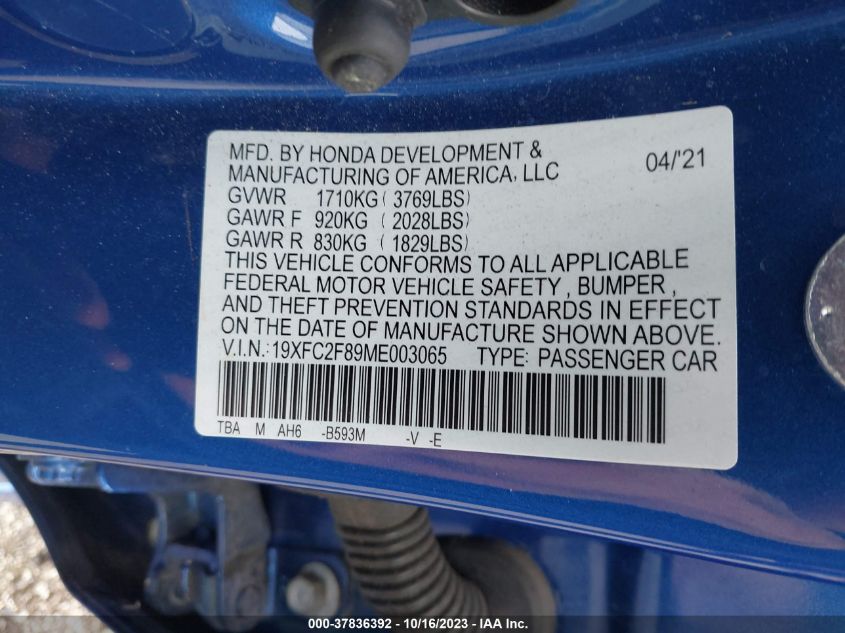 MFD. BY HONDA DEVELOPMENT &
MANUFACTURING OF AMERICA, LLC 04/'21
GVWR 1710KG ( 3769LBS)
GAWR F 920KG ( 2028LBS)
GAWR R 830KG ( 1829LBS)
THIS VEHICLE CONFORMS TO ALL APPLICABLE
FEDERAL MOTOR VEHICLE SAFETY , BUMPER ,
AND THEFT PREVENTION STANDARDS IN EFFECT
ON THE DATE OF MANUFACTURE SHOWN ABOVE.
V.I.N.: 19XFC2F89ME003065 TYPE: PASSENGER CAR
TBA M AH6 -B593M -V -E
000-37836392 - 10/16/2023 - IAA Inc.